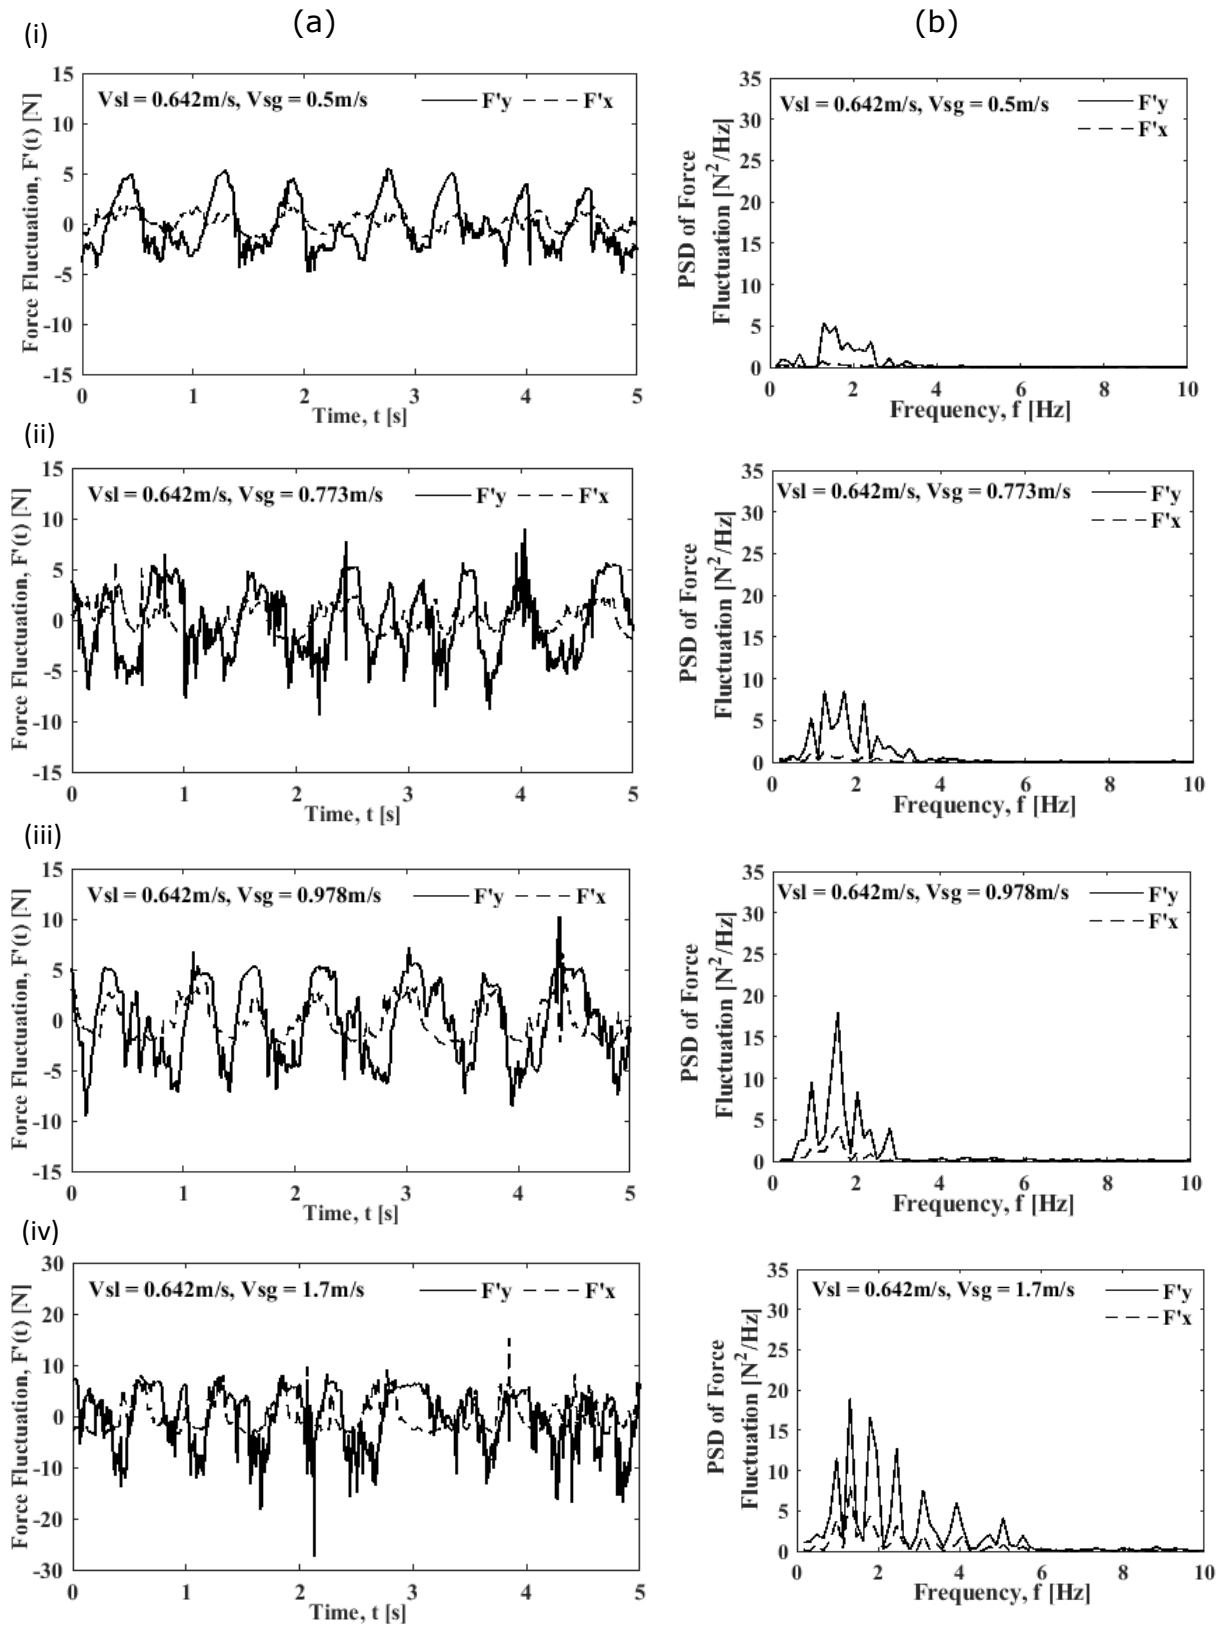 (a)
(b)
(i)
Vsl = 0.642m/s, Vsg = 0.5m/s
F'y
F'x
15
10
5
0
-5
-10
-15
Force Fluctuation, F'(t) [N]
0
1
2
3
4
5
Time, t [s]
Vsl = 0.642m/s, Vsg = 0.5m/s
F'y
F'x
35
30
25
20
15
10
5
0
PSD of Force
Fluctuation [N²/Hz]
0
2
4
6
8
10
Frequency, f [Hz]
(ii)
Vsl = 0.642m/s, Vsg = 0.773m/s
F'y
F'x
15
10
5
0
-5
-10
-15
Force Fluctuation, F'(t) [N]
0
1
2
3
4
5
Time, t [s]
Vsl = 0.642m/s, Vsg = 0.773m/s
F'y
F'x
35
30
25
20
15
10
5
0
PSD of Force
Fluctuation [N²/Hz]
0
2
4
6
8
10
Frequency, f [Hz]
(iii)
Vsl = 0.642m/s, Vsg = 0.978m/s
F'y
F'x
15
10
5
0
-5
-10
-15
Force Fluctuation, F'(t) [N]
0
1
2
3
4
5
Time, t [s]
Vsl = 0.642m/s, Vsg = 0.978m/s
F'y
F'x
35
30
25
20
15
10
5
0
PSD of Force
Fluctuation [N²/Hz]
0
2
4
6
8
10
Frequency, f [Hz]
(iv)
Vsl = 0.642m/s, Vsg = 1.7m/s
F'y
F'x
30
20
10
0
-10
-20
-30
Force Fluctuation, F'(t) [N]
0
1
2
3
4
5
Time, t [s]
Vsl = 0.642m/s, Vsg = 1.7m/s
F'y
F'x
35
30
25
20
15
10
5
0
PSD of Force
Fluctuation [N²/Hz]
0
2
4
6
8
10
Frequency, f [Hz]